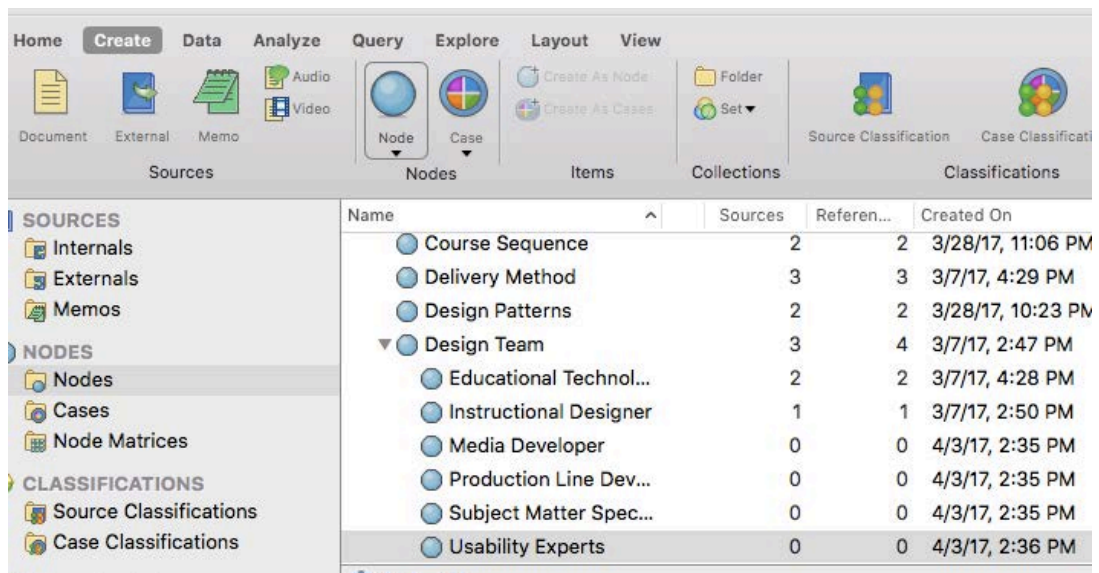 Home Create Data Analyze Query Explore Layout View
Audio
Video
Create As Node
Create As Cases
Folder
Set
Document External Memo Node Case Source Classification Case Classificati
Sources Nodes Items Collections Classifications
SOURCES
Internals
Externals
Memos
NODES
Nodes
Cases
Node Matrices
CLASSIFICATIONS
Source Classifications
Case Classifications
Name Sources Referen... Created On
Course Sequence 2 2 3/28/17, 11:06 PM
Delivery Method 3 3 3/7/17, 4:29 PM
Design Patterns 2 2 3/28/17, 10:23 PM
Design Team 3 4 3/7/17, 2:47 PM
Educational Technol... 2 2 3/7/17, 4:28 PM
Instructional Designer 1 1 3/7/17, 2:50 PM
Media Developer 0 0 4/3/17, 2:35 PM
Production Line Dev... 0 0 4/3/17, 2:35 PM
Subject Matter Spec... 0 0 4/3/17, 2:35 PM
Usability Experts 0 0 4/3/17, 2:36 PM